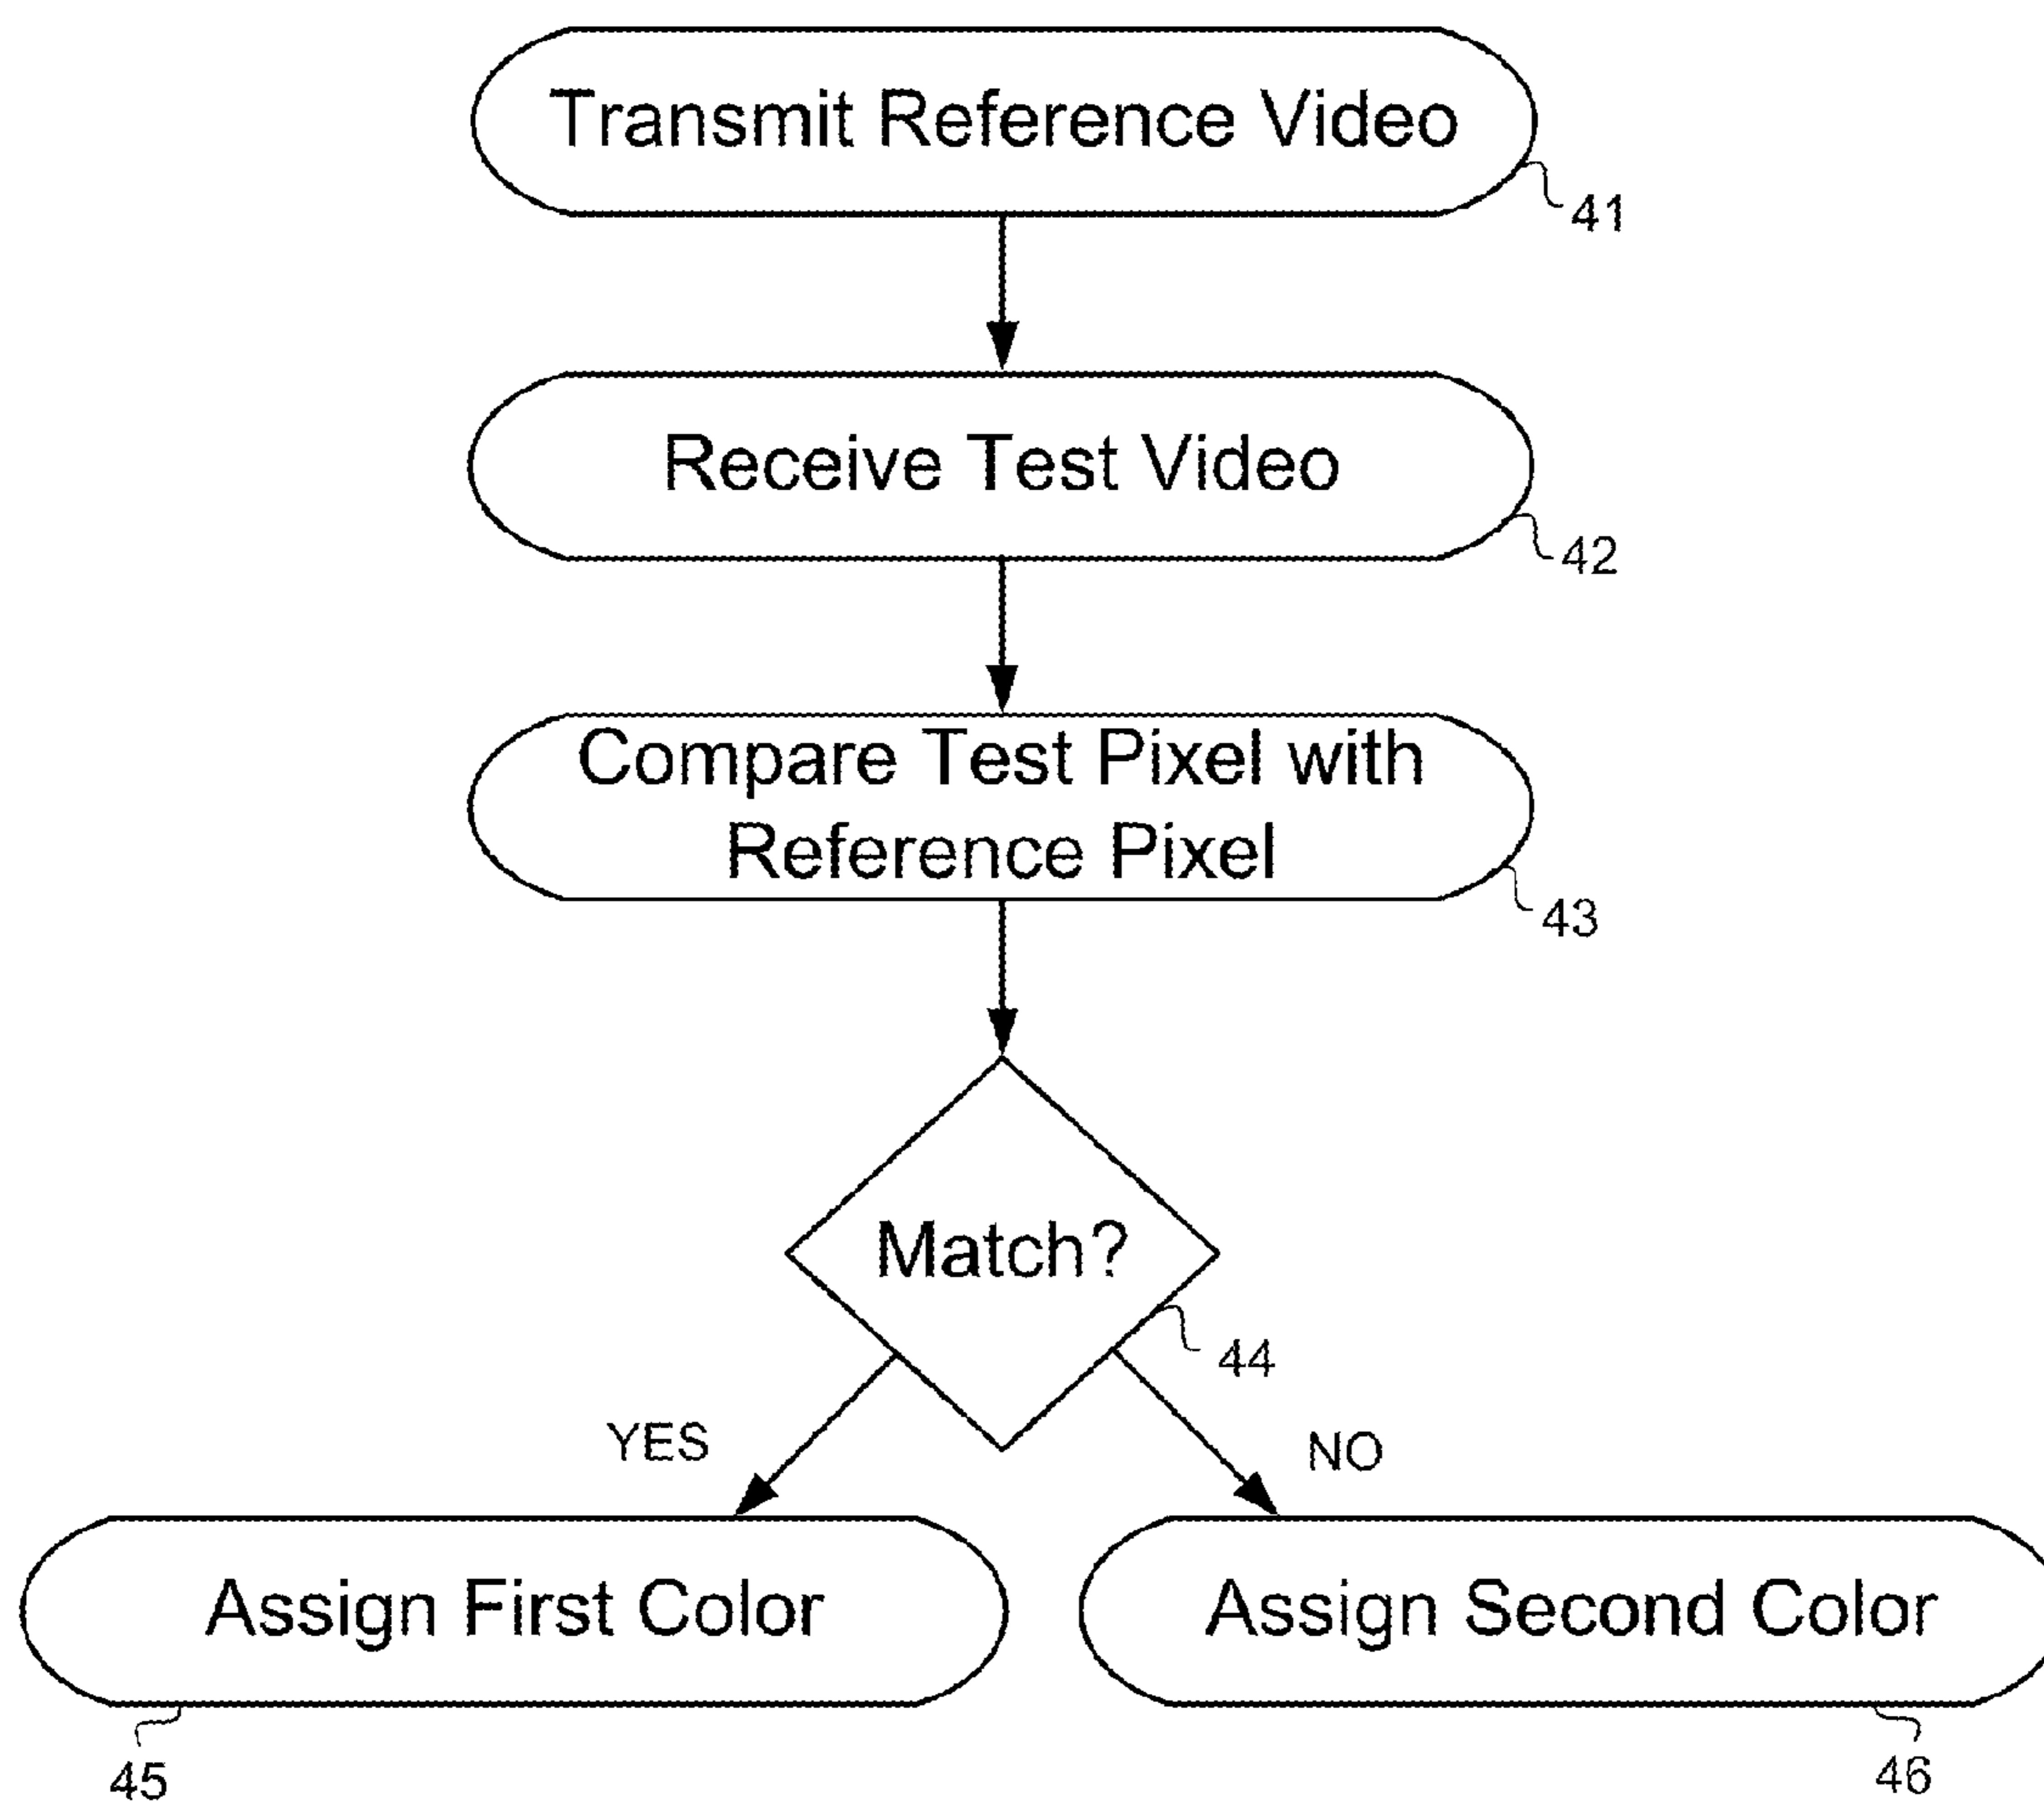 Transmit Reference Video
41
Receive Test Video
42
Compare Test Pixel with
Reference Pixel
43
Match?
44
YES
NO
Assign First Color
Assign Second Color
45
46